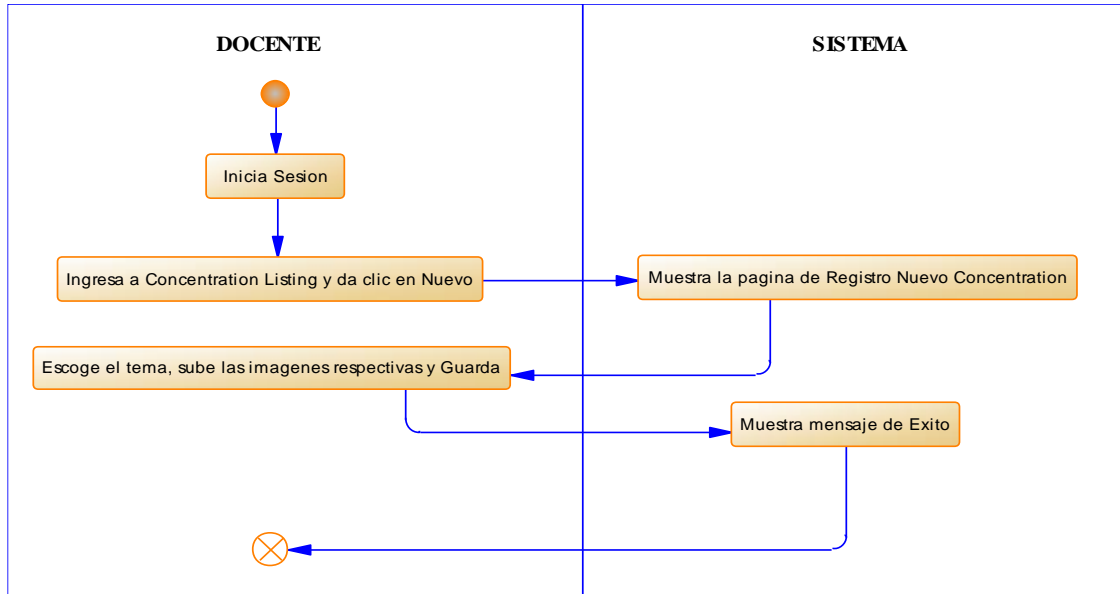 DOCENTE
SISTEMA
Inicia Sesion
Ingresa a Concentration Listing y da clic en Nuevo
Muestra la pagina de Registro Nuevo Concentration
Escoge el tema, sube las imagenes respectivas y Guarda
Muestra mensaje de Exito